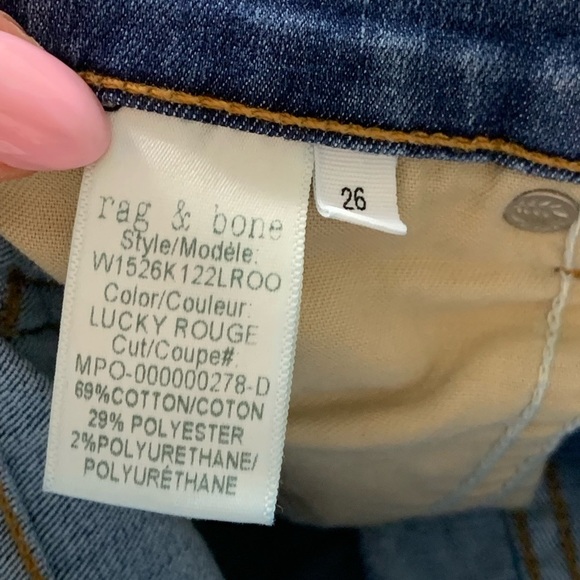 rag & bone
Style/Modèle:
W1526K122LROO
Color/Couleur:
LUCKY ROUGE
Cut/Coupe#:
MPO-000000278-D
69%COTTON/COTON
29% POLYESTER
2%POLYURETHANE/
POLYURÉTHANE
26